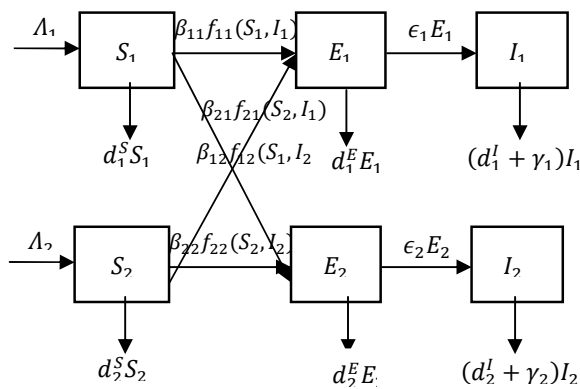 Λ₁
S₁
β₁₁f₁₁(S₁, I₁)
E₁
ϵ₁E₁
I₁
β₂₁f₂₁(S₂, I₁)
β₁₂f₁₂(S₁, I₂
d₁ˢS₁
d₁ᴱE₁
(d₁ᴵ + γ₁)I₁
Λ₂
S₂
β₂₂f₂₂(S₂, I₂)
E₂
ϵ₂E₂
I₂
d₂ˢS₂
d₂ᴱE
(d₂ᴵ + γ₂)I₂